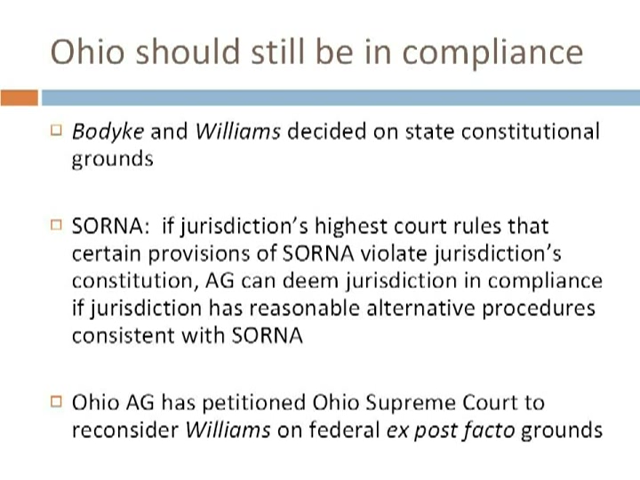 Ohio should still be in compliance
Bodyke and Williams decided on state constitutional
grounds
SORNA: if jurisdiction's highest court rules that
certain provisions of SORNA violate jurisdiction's
constitution, AG can deem jurisdiction in compliance
if jurisdiction has reasonable alternative procedures
consistent with SORNA
Ohio AG has petitioned Ohio Supreme Court to
reconsider Williams on federal ex post facto grounds